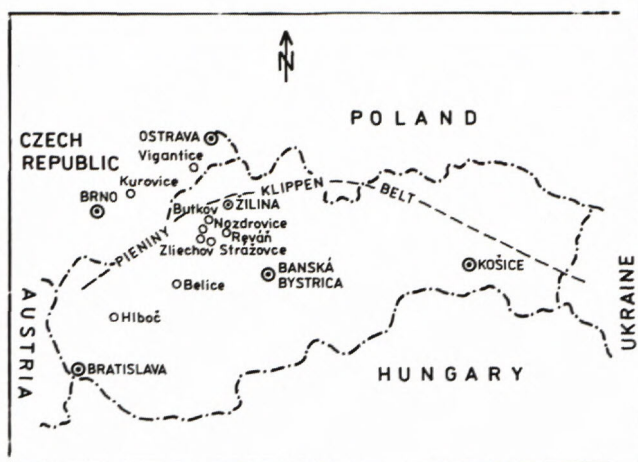 N
POLAND
CZECH
REPUBLIC
OSTRAVA
Vigantice
Kurovice
BRNO
PIENINY KLIPPEN BELT
Butkov
ŽILINA
Nozdrovice
Reváň
Zliechov Strážovce
BANSKÁ
BYSTRICA
KOŠICE
Belice
Hlboč
AUSTRIA
UKRAINE
BRATISLAVA
HUNGARY